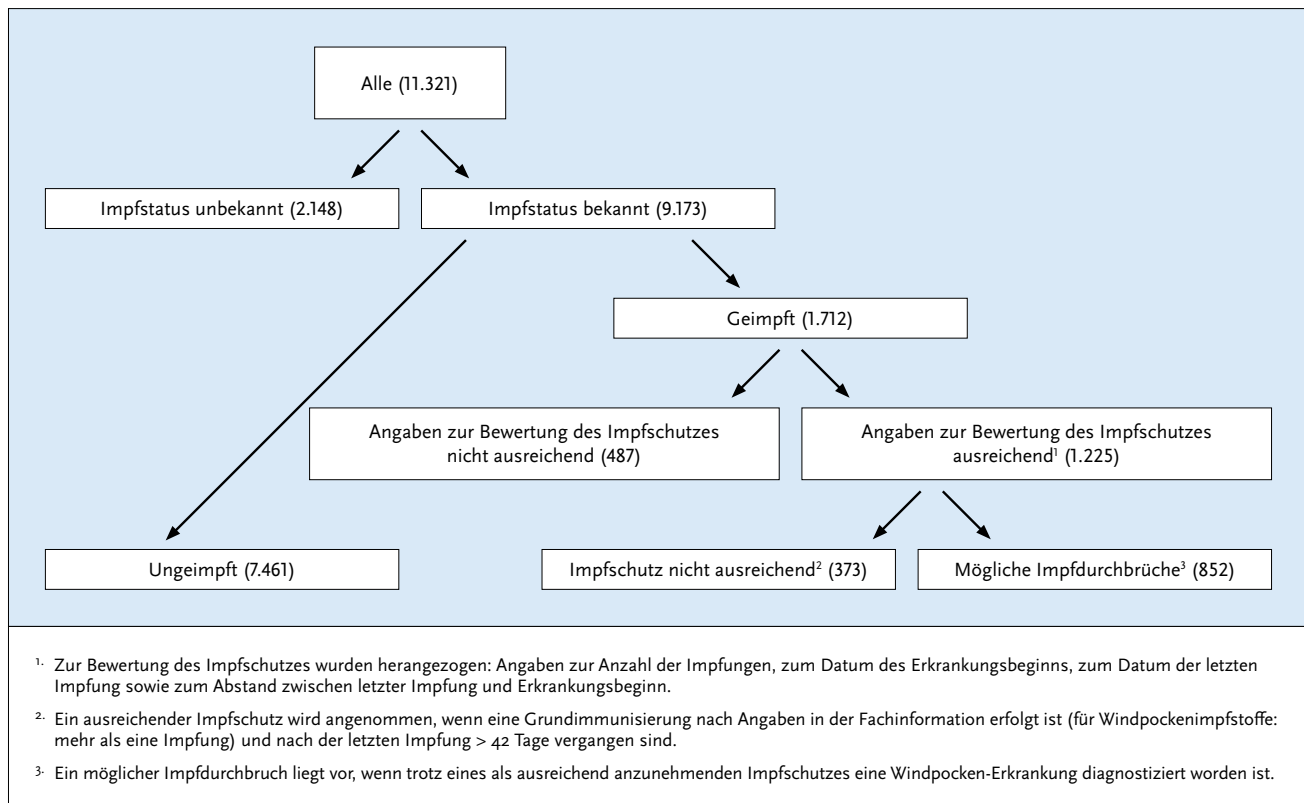 Alle (11.321)
Impfstatus unbekannt (2.148)
Impfstatus bekannt (9.173)
Geimpft (1.712)
Angaben zur Bewertung des Impfschutzes
nicht ausreichend (487)
Angaben zur Bewertung des Impfschutzes
ausreichend¹ (1.225)
Ungeimpft (7.461)
Impfschutz nicht ausreichend² (373)
Mögliche Impfdurchbrüche³ (852)
1. Zur Bewertung des Impfschutzes wurden herangezogen: Angaben zur Anzahl der Impfungen, zum Datum des Erkrankungsbeginns, zum Datum der letzten
Impfung sowie zum Abstand zwischen letzter Impfung und Erkrankungsbeginn.
2. Ein ausreichender Impfschutz wird angenommen, wenn eine Grundimmunisierung nach Angaben in der Fachinformation erfolgt ist (für Windpockenimpfstoffe:
mehr als eine Impfung) und nach der letzten Impfung > 42 Tage vergangen sind.
3. Ein möglicher Impfdurchbruch liegt vor, wenn trotz eines als ausreichend anzunehmenden Impfschutzes eine Windpocken-Erkrankung diagnostiziert worden ist.